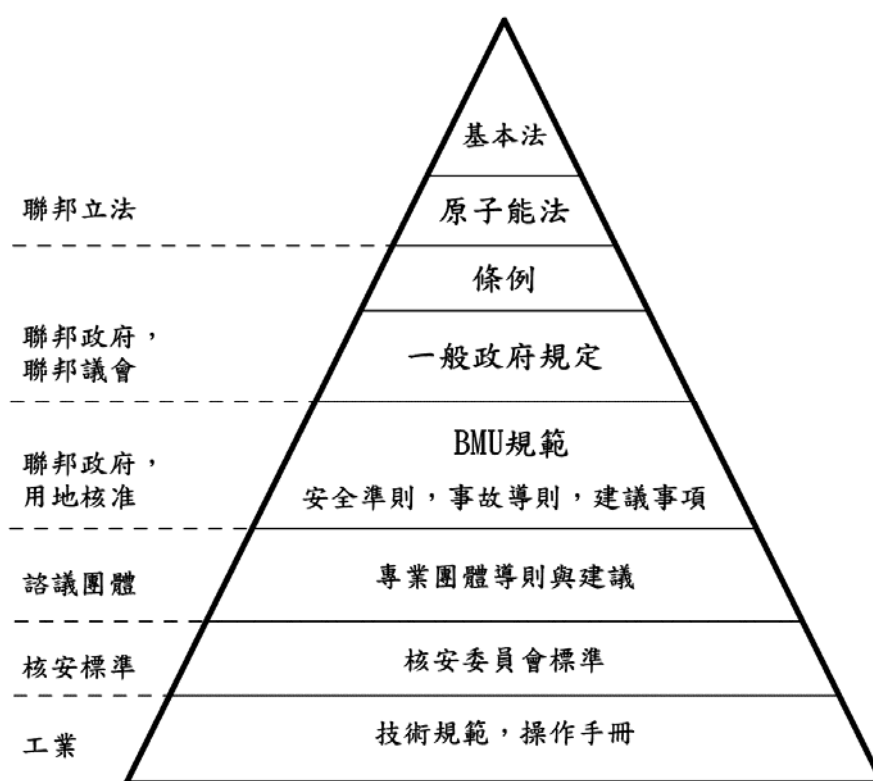 基本法
聯邦立法
原子能法
條例
聯邦政府，
聯邦議會
一般政府規定
聯邦政府，
用地核准
BMU規範
安全準則，事故導則，建議事項
諮議團體
專業團體導則與建議
核安標準
核安委員會標準
工業
技術規範，操作手冊